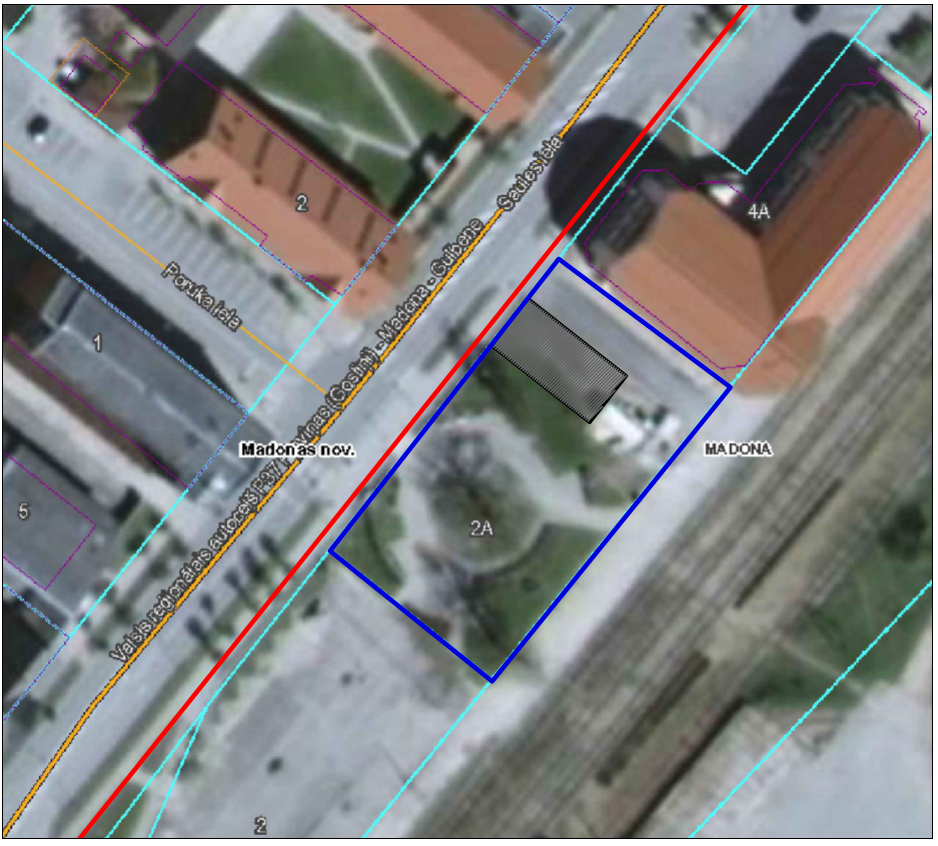 Saules iela
4A
2
Poruka iela
1
Madonas nov.
MADONA
5
2A
Valsts reģionālais autoceļš P37 Pļaviņas (Gostiņi) - Madona - Gulbene
2